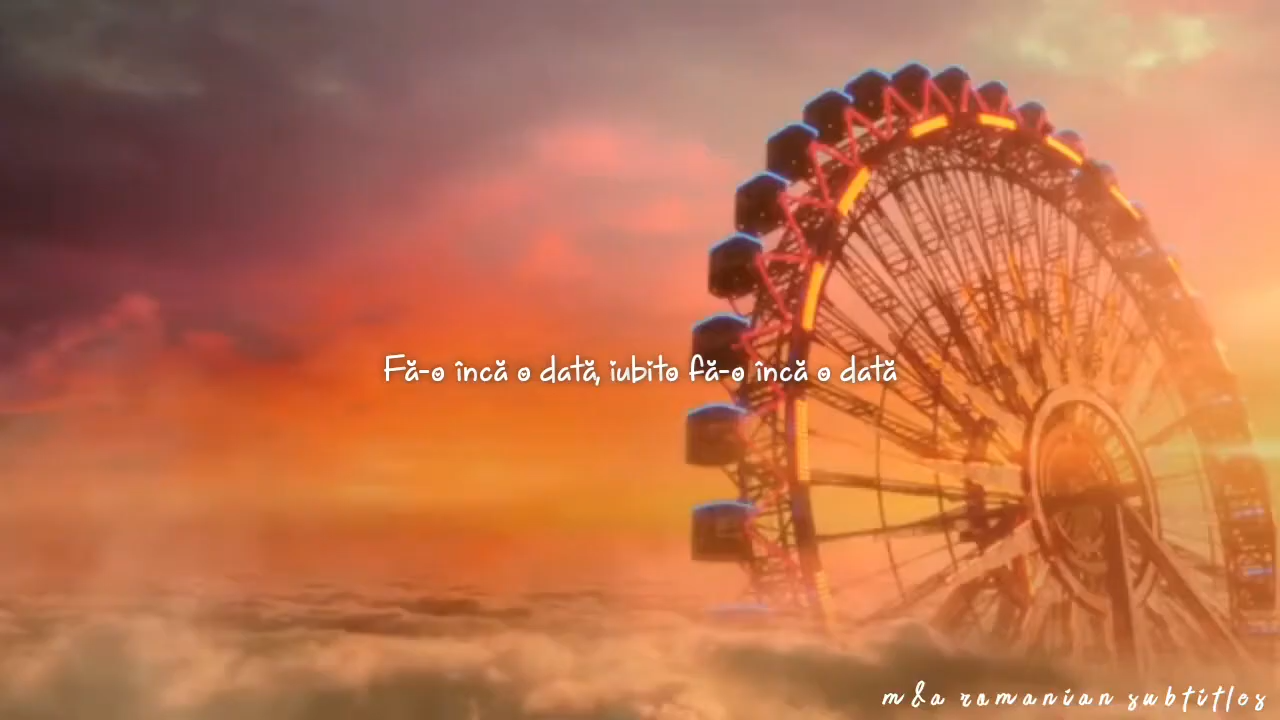 Fă-o încă o dată, iubito fă-o încă o dată
m&a romanian subtitles